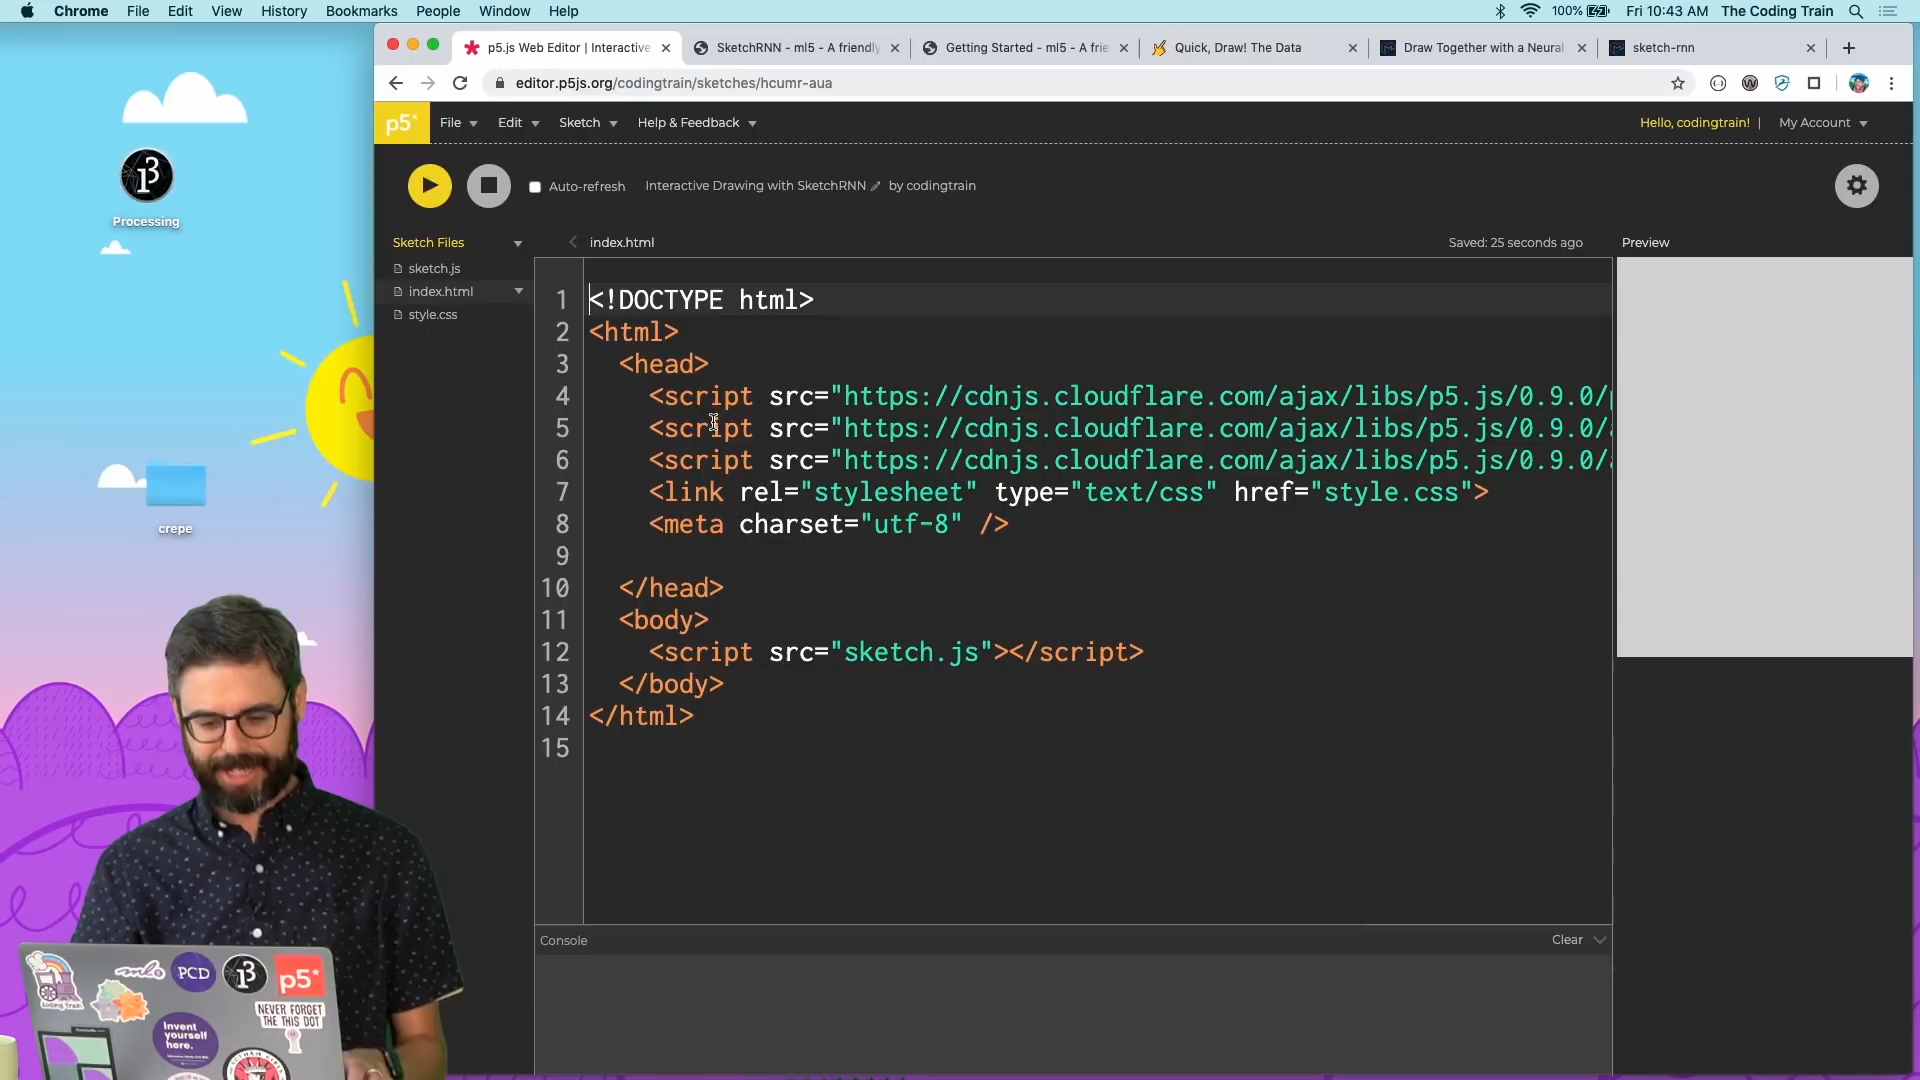 Chrome File Edit View History Bookmarks People Window Help 100% Fri 10:43 AM The Coding Train
p5.js Web Editor | Interactive SketchRNN - ml5 - A friendly Getting Started - ml5 - A frie Quick, Draw! The Data Draw Together with a Neural sketch-rnn
editor.p5js.org/codingtrain/sketches/hcumr-aua
p5* File Edit Sketch Help & Feedback Hello, codingtrain! | My Account
Auto-refresh Interactive Drawing with SketchRNN by codingtrain
Processing
Sketch Files index.html Saved: 25 seconds ago Preview
sketch.js
index.html
style.css
1 <!DOCTYPE html>
2 <html>
3 <head>
4 <script src="https://cdnjs.cloudflare.com/ajax/libs/p5.js/0.9.0/
5 <script src="https://cdnjs.cloudflare.com/ajax/libs/p5.js/0.9.0/
6 <script src="https://cdnjs.cloudflare.com/ajax/libs/p5.js/0.9.0/
7 <link rel="stylesheet" type="text/css" href="style.css">
8 <meta charset="utf-8" />
9
10 </head>
11 <body>
12 <script src="sketch.js"></script>
13 </body>
14 </html>
15
crepe
Console Clear
coding train
PCD
p5*
NEVER FORGET
THE THIS DOT
Invent
yourself
here.